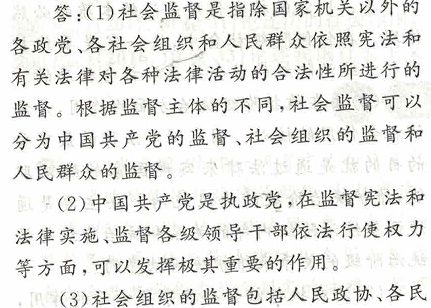 答:(1)社会监督是指除国家机关以外的
各政党、各社会组织和人民群众依照宪法和
有关法律对各种法律活动的合法性所进行的
监督。根据监督主体的不同,社会监督可以
分为中国共产党的监督、社会组织的监督和
人民群众的监督。
(2)中国共产党是执政党,在监督宪法和
法律实施、监督各级领导干部依法行使权力
等方面,可以发挥极其重要的作用。
(3)社会组织的监督包括人民政协、各民